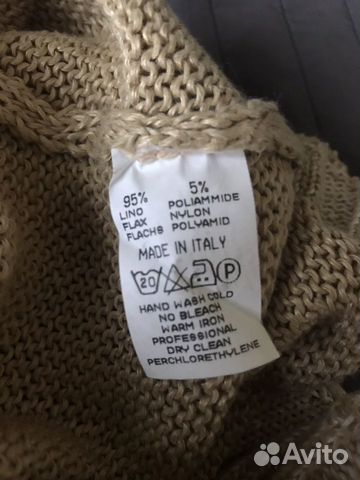 95% 5%
LINO POLIAMMIDE
FLAX NYLON
FLACHS POLYAMID
MADE IN ITALY
20 P
HAND WASH COLD
NO BLEACH
WARM IRON
PROFESSIONAL
DRY CLEAN
PERCHLORETHYLENE
Avito